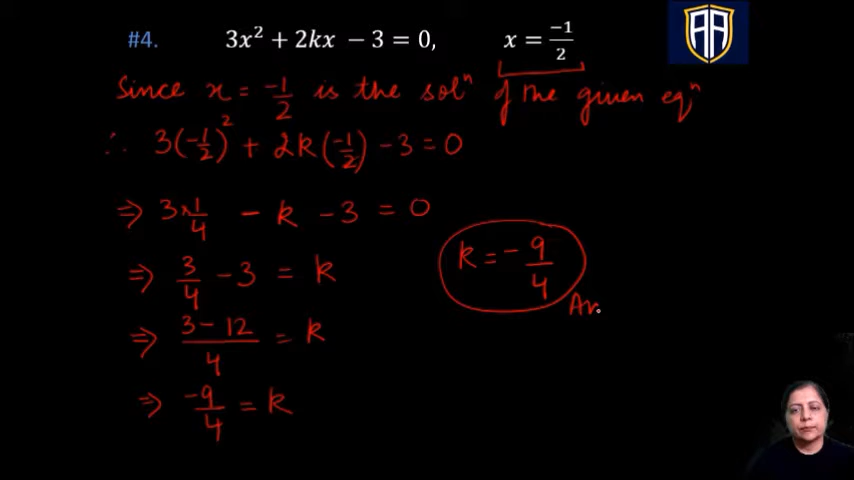 #4. 3x² + 2kx − 3 = 0, x = −1/2
Since x = −1/2 is the solⁿ of the given eqⁿ
∴ 3(−1/2)² + 2k(−1/2) − 3 = 0
⇒ 3×1/4 − k − 3 = 0
⇒ 3/4 − 3 = k
k = −9/4
An
⇒ 3 − 12/4 = k
⇒ −9/4 = k
AA